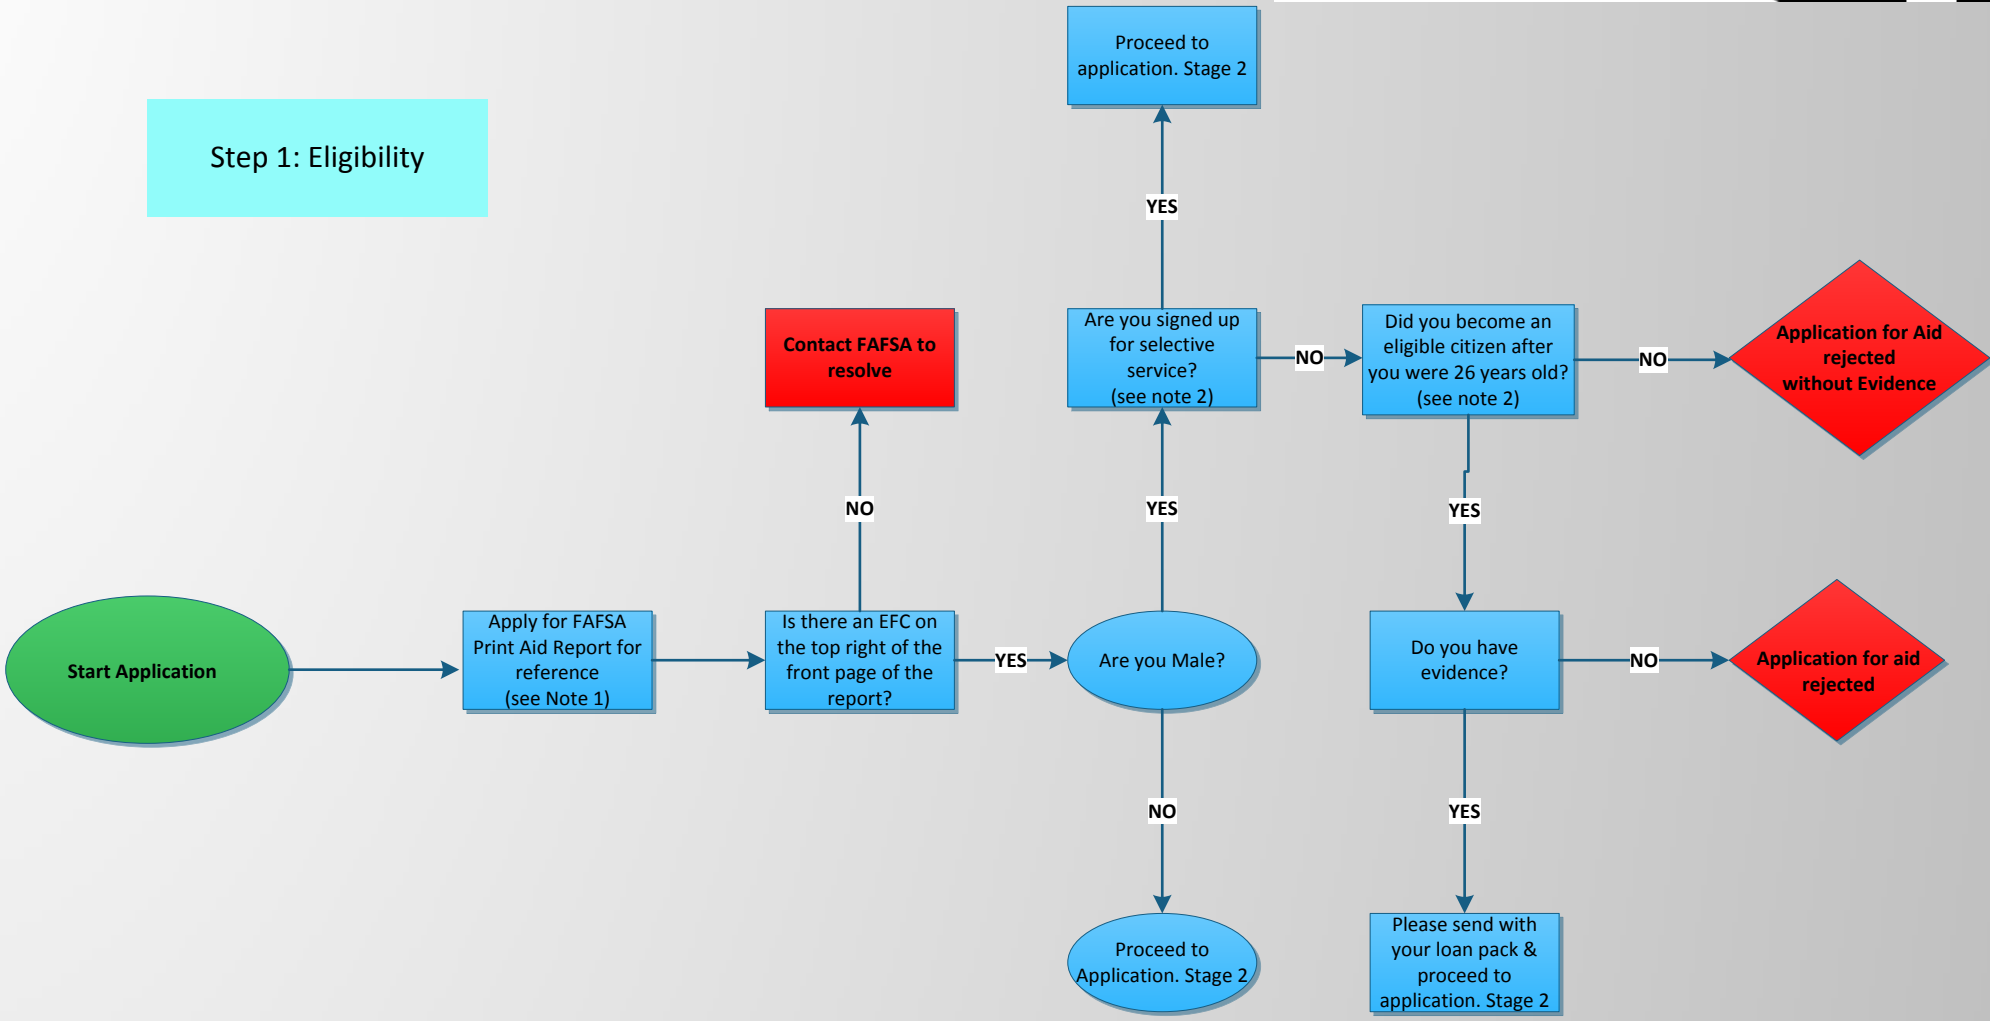 Proceed to
application. Stage 2
Step 1: Eligibility
YES
Contact FAFSA to
resolve
Are you signed up
for selective
service?
(see note 2)
NO
Did you become an
eligible citizen after
you were 26 years old?
(see note 2)
NO
Application for Aid
rejected
without Evidence
NO
YES
YES
Start Application
Apply for FAFSA
Print Aid Report for
reference
(see Note 1)
Is there an EFC on
the top right of the
front page of the
report?
YES
Are you Male?
Do you have
evidence?
NO
Application for aid
rejected
NO
YES
Proceed to
Application. Stage 2
Please send with
your loan pack &
proceed to
application. Stage 2